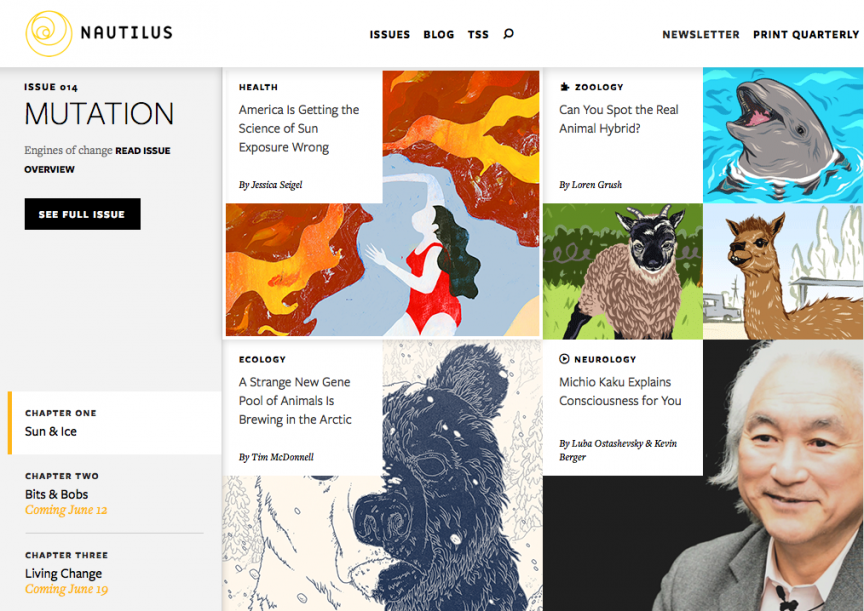 NAUTILUS
ISSUES BLOG TSS
NEWSLETTER PRINT QUARTERLY
ISSUE 014
MUTATION
Engines of change READ ISSUE
OVERVIEW
SEE FULL ISSUE
CHAPTER ONE
Sun & Ice
CHAPTER TWO
Bits & Bobs
Coming June 12
CHAPTER THREE
Living Change
Coming June 19
HEALTH
America Is Getting the
Science of Sun
Exposure Wrong
By Jessica Seigel
ZOOLOGY
Can You Spot the Real
Animal Hybrid?
By Loren Grush
ECOLOGY
A Strange New Gene
Pool of Animals Is
Brewing in the Arctic
By Tim McDonnell
NEUROLOGY
Michio Kaku Explains
Consciousness for You
By Luba Ostashevsky & Kevin
Berger